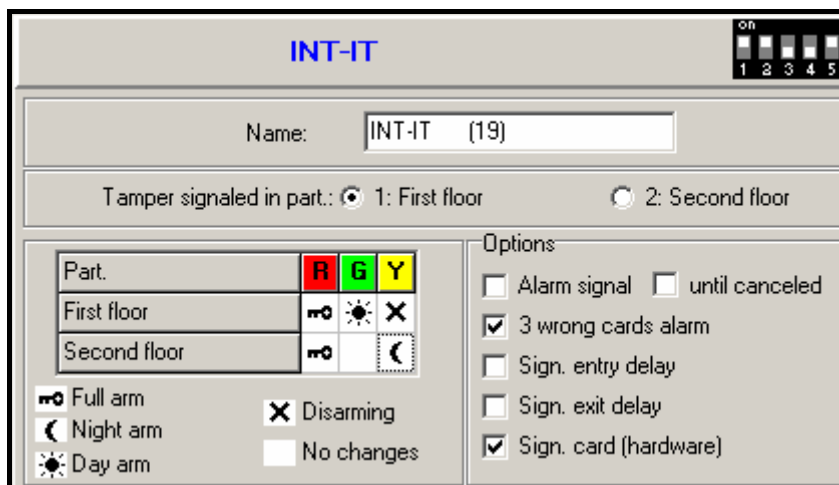 INT-IT
on
1 2 3 4 5
Name: INT-IT (19)
Tamper signaled in part.: 1: First floor 2: Second floor
Part. R G Y
First floor
Second floor
Full arm
Night arm
Day arm
Disarming
No changes
Options
Alarm signal until canceled
3 wrong cards alarm
Sign. entry delay
Sign. exit delay
Sign. card (hardware)